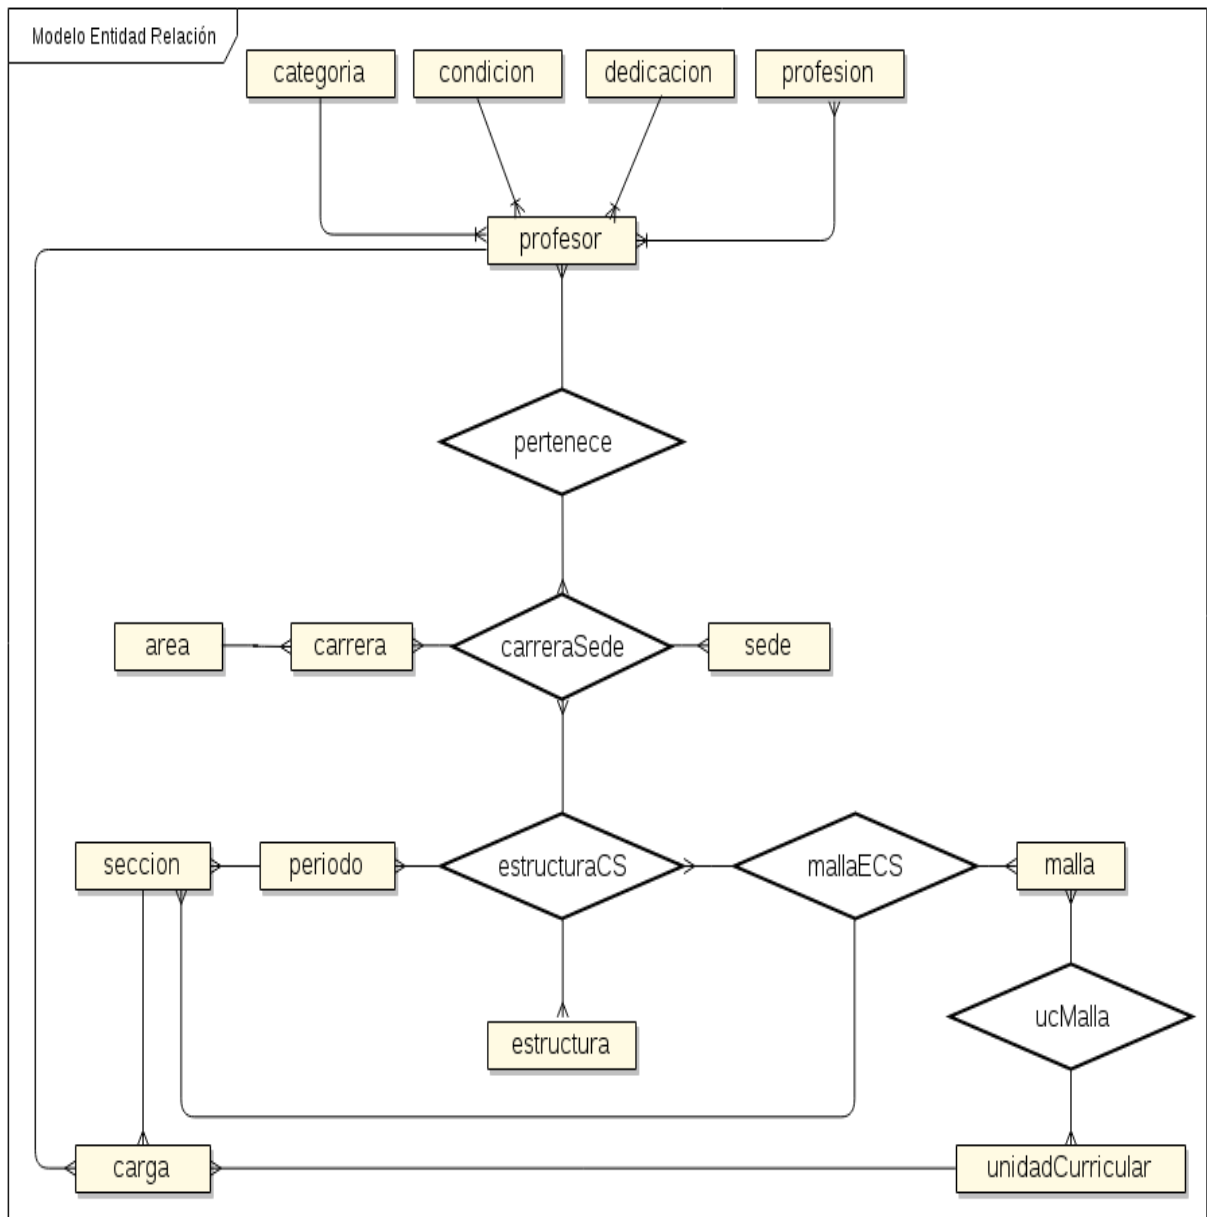 Modelo Entidad Relación
categoria
condicion
dedicacion
profesion
profesor
pertenece
area
carrera
carreraSede
sede
seccion
periodo
estructuraCS
mallaECS
malla
ucMalla
estructura
carga
unidadCurricular